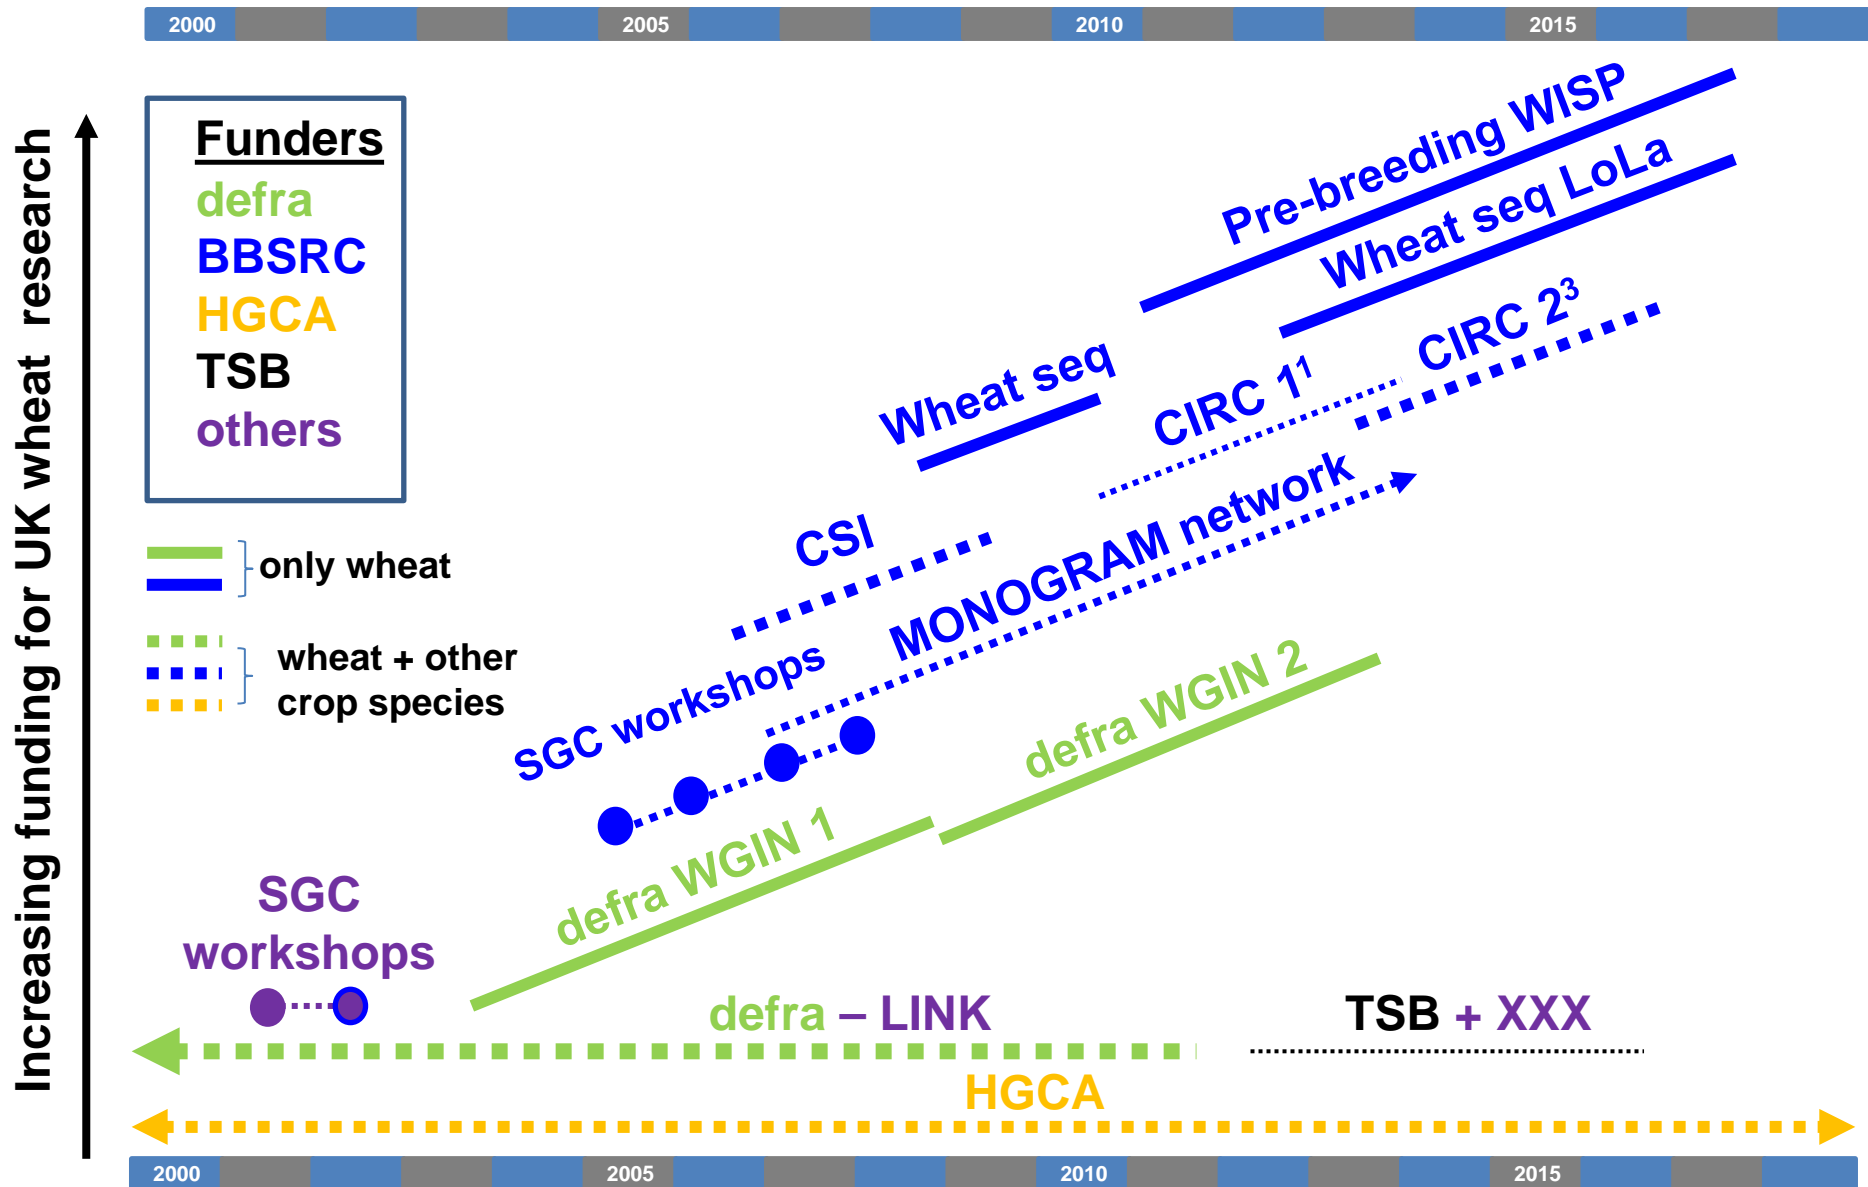 2000 2005 2010 2015
Increasing funding for UK wheat research
Funders
defra
BBSRC
HGCA
TSB
others
only wheat
wheat + other
crop species
Pre-breeding WISP
Wheat seq LoLa
CIRC 2³
Wheat seq
CIRC 1¹
CSI
MONOGRAM network
SGC workshops
defra WGIN 2
defra WGIN 1
SGC
workshops
defra – LINK
TSB + XXX
HGCA
2000 2005 2010 2015